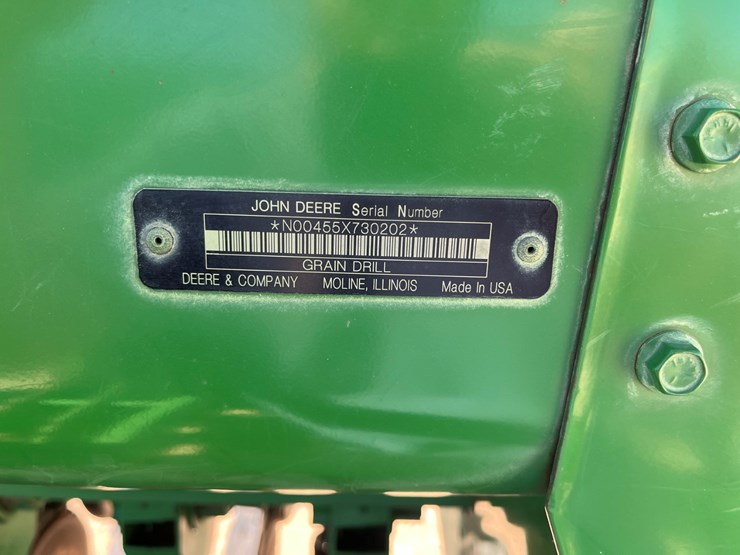 JOHN DEERE Serial Number
*N00455X730202*
GRAIN DRILL
DEERE & COMPANY MOLINE, ILLINOIS Made In USA